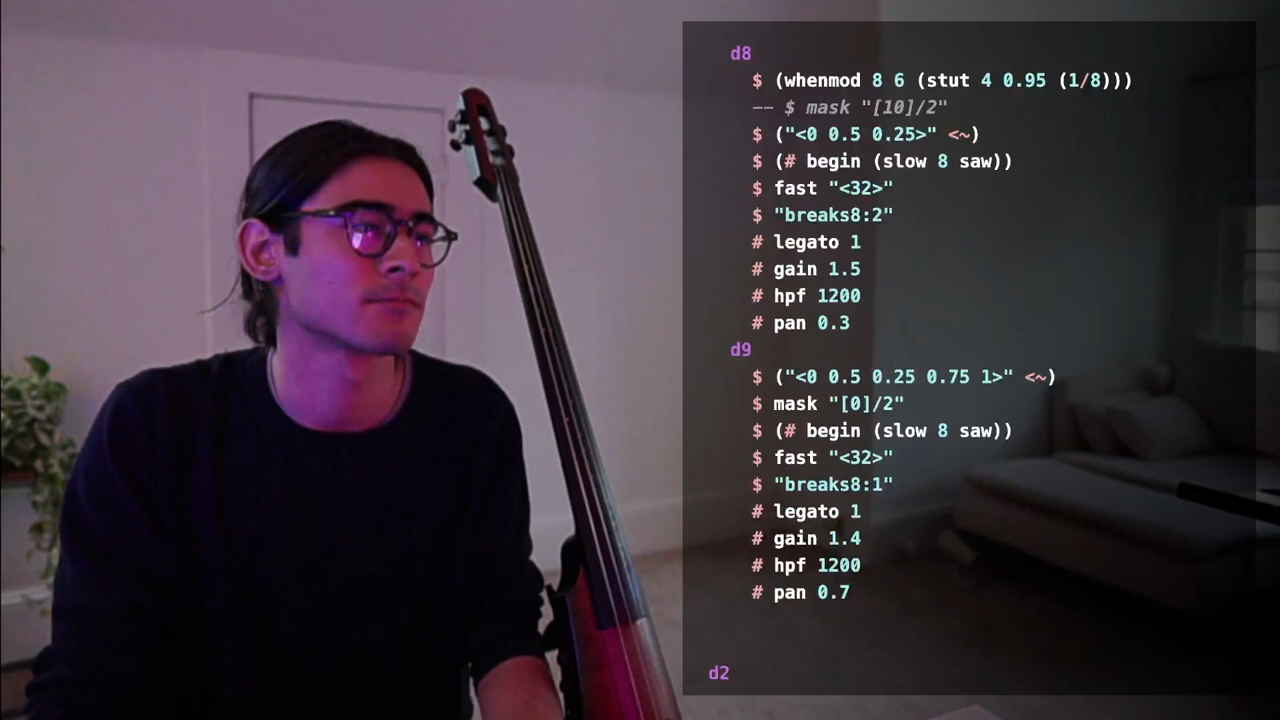 d8
$ (whenmod 8 6 (stut 4 0.95 (1/8)))
-- $ mask "[10]/2"
$ ("<0 0.5 0.25>" <~)
$ (# begin (slow 8 saw))
$ fast "<32>"
$ "breaks8:2"
# legato 1
# gain 1.5
# hpf 1200
# pan 0.3
d9
$ ("<0 0.5 0.25 0.75 1>" <~)
$ mask "[0]/2"
$ (# begin (slow 8 saw))
$ fast "<32>"
$ "breaks8:1"
# legato 1
# gain 1.4
# hpf 1200
# pan 0.7
d2